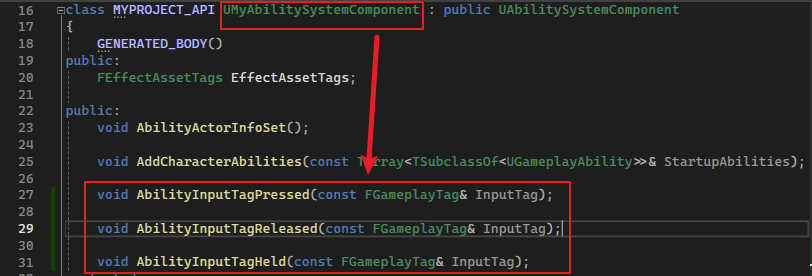 16 class MYPROJECT_API UMyAbilitySystemComponent : public UAbilitySystemComponent
17 {
18 GENERATED_BODY()
19 public:
20 FEffectAssetTags EffectAssetTags;
21
22 public:
23 void AbilityActorInfoSet();
24
25 void AddCharacterAbilities(const TArray<TSubclassOf<UGameplayAbility>>& StartupAbilities);
26
27 void AbilityInputTagPressed(const FGameplayTag& InputTag);
28
29 void AbilityInputTagReleased(const FGameplayTag& InputTag);
30
31 void AbilityInputTagHeld(const FGameplayTag& InputTag);